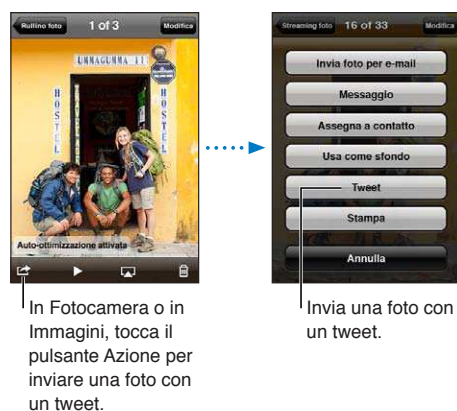 Rullino foto
1 of 3
Modifica
UMMAGUMMA II
HOSTEL
HOSTEL
Auto-ottimizzazione attivata
In Fotocamera o in
Immagini, tocca il
pulsante Azione per
inviare una foto con
un tweet.
Streaming foto
16 of 33
Modifica
Invia foto per e-mail
Messaggio
Assegna a contatto
Usa come sfondo
Tweet
Stampa
Annulla
Invia una foto con
un tweet.